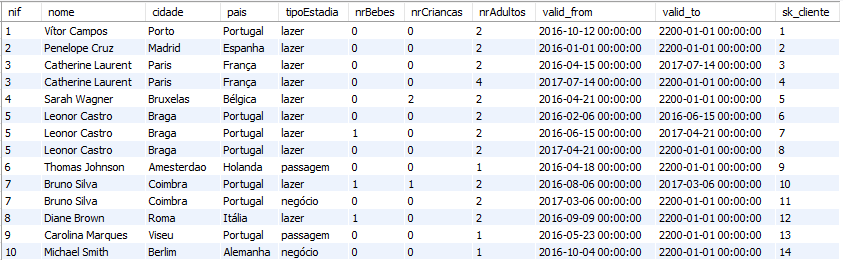 nif nome cidade pais tipoEstadia nrBebes nrCriancas nrAdultos valid_from valid_to sk_cliente
1 Vítor Campos Porto Portugal lazer 0 0 2 2016-10-12 00:00:00 2200-01-01 00:00:00 1
2 Penelope Cruz Madrid Espanha lazer 0 0 2 2016-01-01 00:00:00 2200-01-01 00:00:00 2
3 Catherine Laurent Paris França lazer 0 0 2 2016-04-15 00:00:00 2017-07-14 00:00:00 3
3 Catherine Laurent Paris França lazer 0 0 4 2017-07-14 00:00:00 2200-01-01 00:00:00 4
4 Sarah Wagner Bruxelas Bélgica lazer 0 2 2 2016-04-21 00:00:00 2200-01-01 00:00:00 5
5 Leonor Castro Braga Portugal lazer 0 0 2 2016-02-06 00:00:00 2016-06-15 00:00:00 6
5 Leonor Castro Braga Portugal lazer 1 0 2 2016-06-15 00:00:00 2017-04-21 00:00:00 7
5 Leonor Castro Braga Portugal lazer 0 0 2 2017-04-21 00:00:00 2200-01-01 00:00:00 8
6 Thomas Johnson Amesterdao Holanda passagem 0 0 1 2016-04-18 00:00:00 2200-01-01 00:00:00 9
7 Bruno Silva Coimbra Portugal lazer 1 1 2 2016-08-06 00:00:00 2017-03-06 00:00:00 10
7 Bruno Silva Coimbra Portugal negócio 0 0 2 2017-03-06 00:00:00 2200-01-01 00:00:00 11
8 Diane Brown Roma Itália lazer 1 0 2 2016-09-09 00:00:00 2200-01-01 00:00:00 12
9 Carolina Marques Viseu Portugal passagem 0 0 1 2016-05-23 00:00:00 2200-01-01 00:00:00 13
10 Michael Smith Berlim Alemanha negócio 0 0 1 2016-10-04 00:00:00 2200-01-01 00:00:00 14